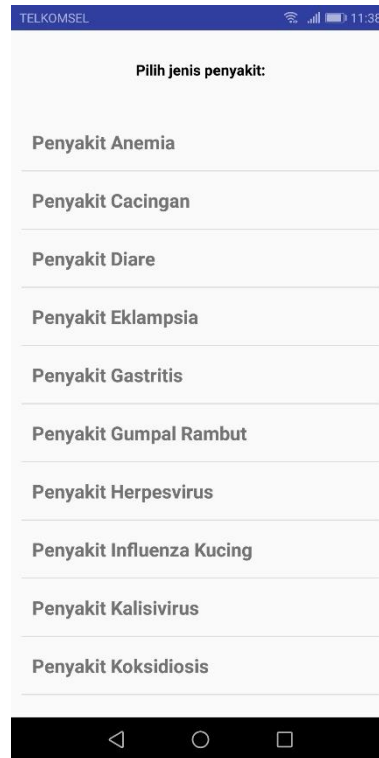 TELKOMSEL 11:38
Pilih jenis penyakit:
Penyakit Anemia
Penyakit Cacingan
Penyakit Diare
Penyakit Eklampsia
Penyakit Gastritis
Penyakit Gumpal Rambut
Penyakit Herpesvirus
Penyakit Influenza Kucing
Penyakit Kalisivirus
Penyakit Koksidiosis